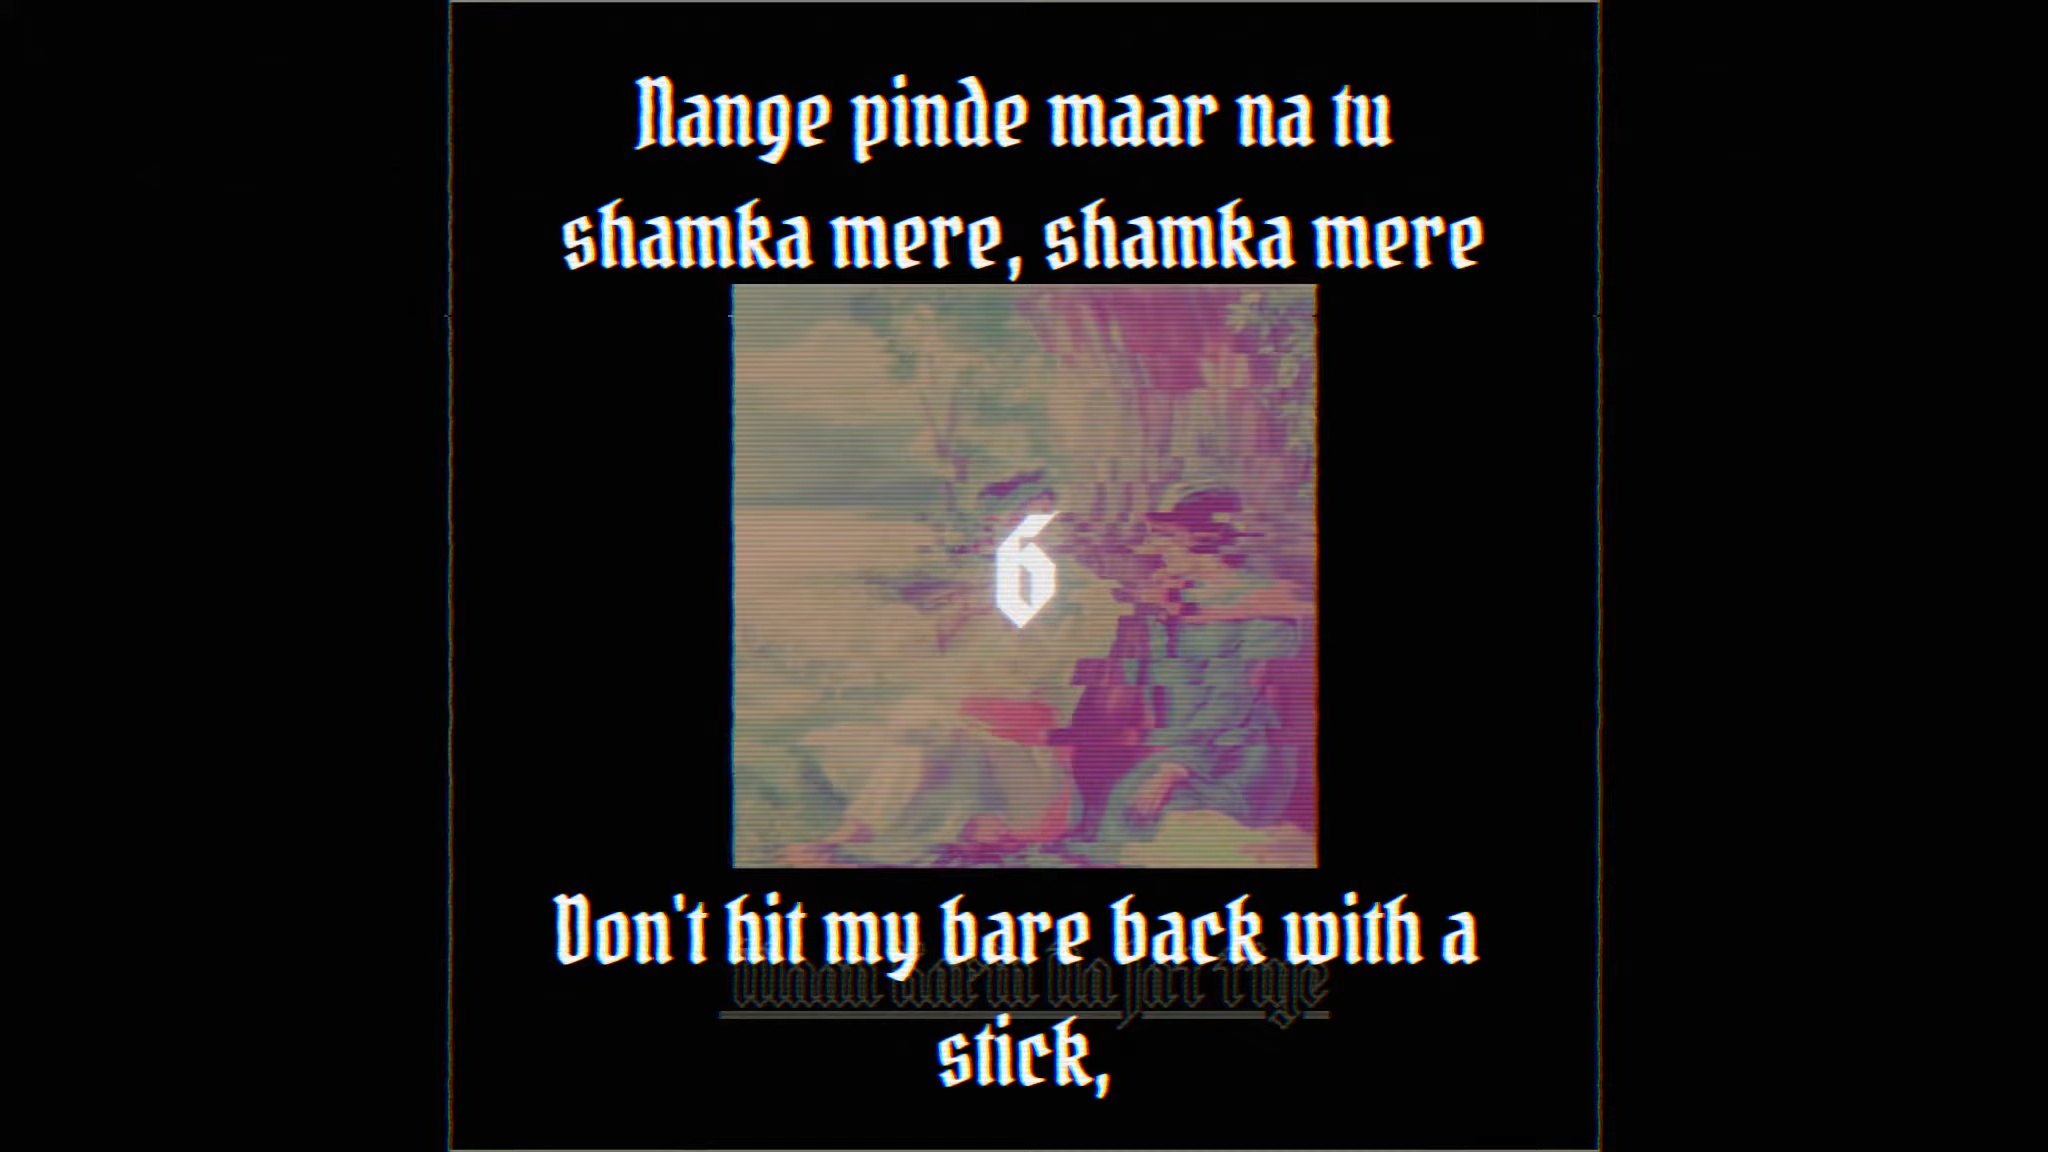 Nange pinde maar na tu
shamka mere, shamka mere
6
Don't hit my bare back with a
stick,